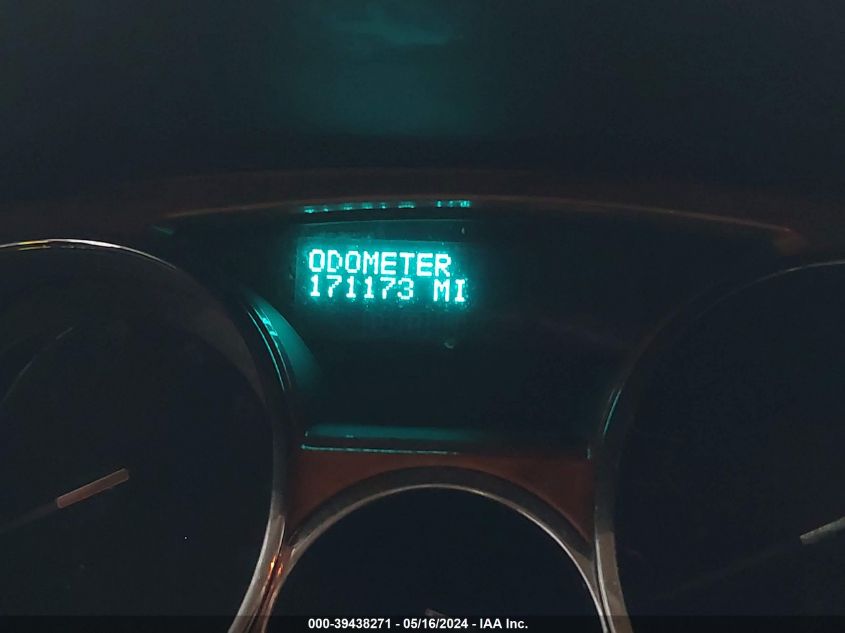 ODOMETER
171173 MI
000-39438271 - 05/16/2024 - IAA Inc.